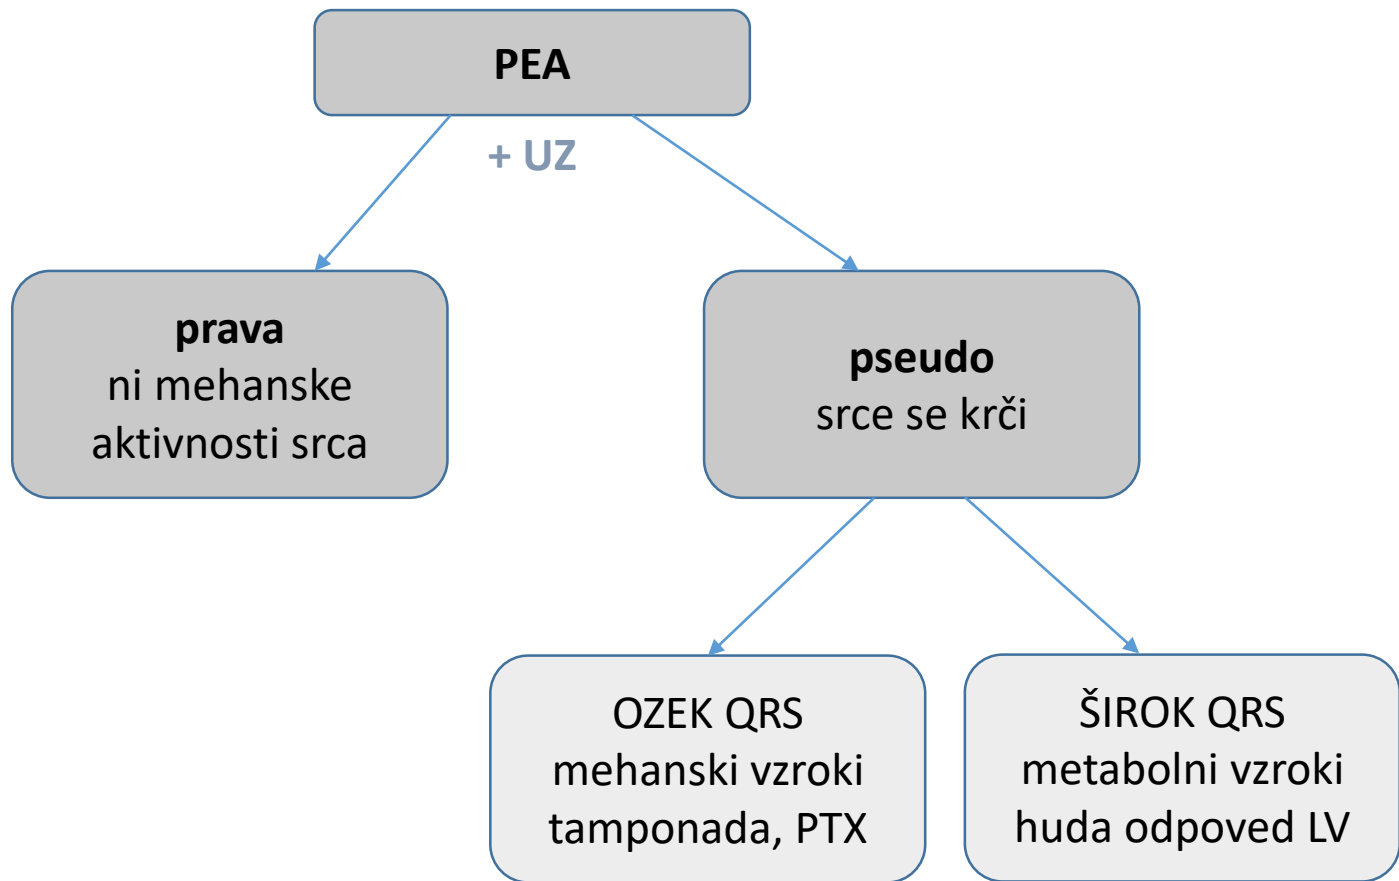 PEA
+ UZ
prava
ni mehanske
aktivnosti srca
pseudo
srce se krči
OZEK QRS
mehanski vzroki
tamponada, PTX
ŠIROK QRS
metabolni vzroki
huda odpoved LV